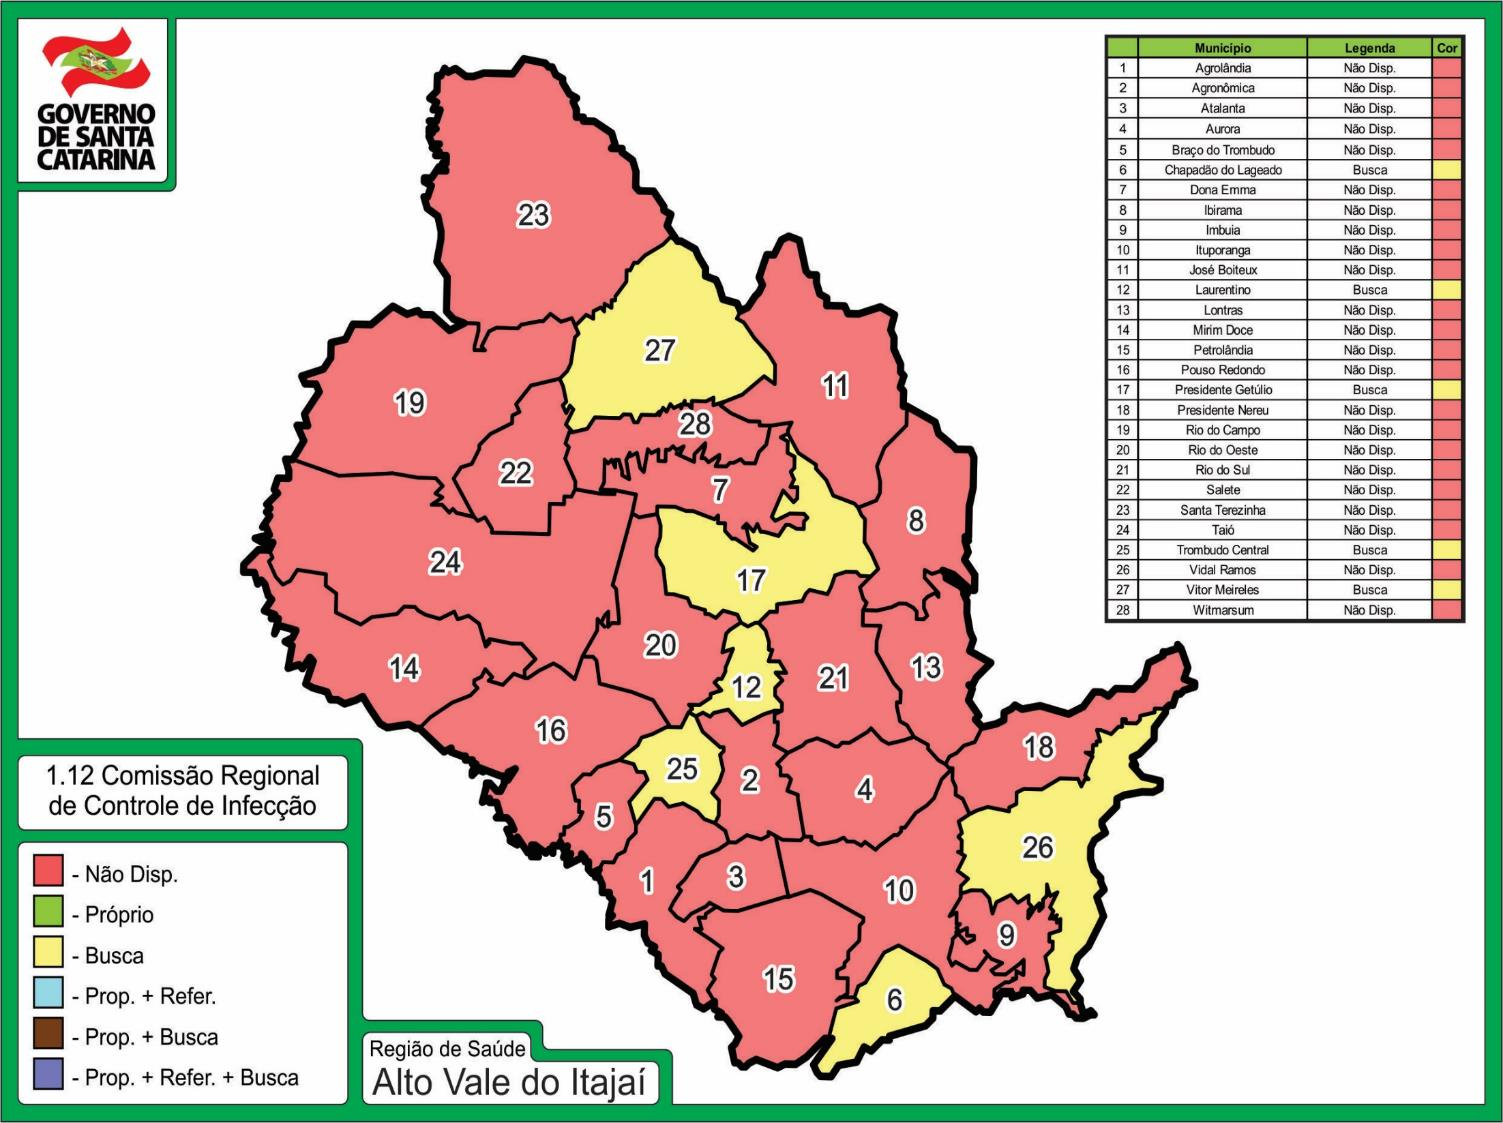 GOVERNO
DE SANTA
CATARINA
Município Legenda Cor
1 Agrolândia Não Disp.
2 Agronômica Não Disp.
3 Atalanta Não Disp.
4 Aurora Não Disp.
5 Braço do Trombudo Não Disp.
6 Chapadão do Lageado Busca
7 Dona Emma Não Disp.
8 Ibirama Não Disp.
9 Imbuia Não Disp.
10 Ituporanga Não Disp.
11 José Boiteux Não Disp.
12 Laurentino Busca
13 Lontras Não Disp.
14 Mirim Doce Não Disp.
15 Petrolândia Não Disp.
16 Pouso Redondo Não Disp.
17 Presidente Getúlio Busca
18 Presidente Nereu Não Disp.
19 Rio do Campo Não Disp.
20 Rio do Oeste Não Disp.
21 Rio do Sul Não Disp.
22 Salete Não Disp.
23 Santa Terezinha Não Disp.
24 Taió Não Disp.
25 Trombudo Central Busca
26 Vidal Ramos Não Disp.
27 Vitor Meireles Busca
28 Witmarsum Não Disp.
23
27
11
19
28
22
7
8
24
17
20
14
12
21
13
16
18
25
2
4
5
26
1
3
10
9
15
6
1.12 Comissão Regional
de Controle de Infecção
- Não Disp.
- Próprio
- Busca
- Prop. + Refer.
- Prop. + Busca
- Prop. + Refer. + Busca
Região de Saúde
Alto Vale do Itajaí